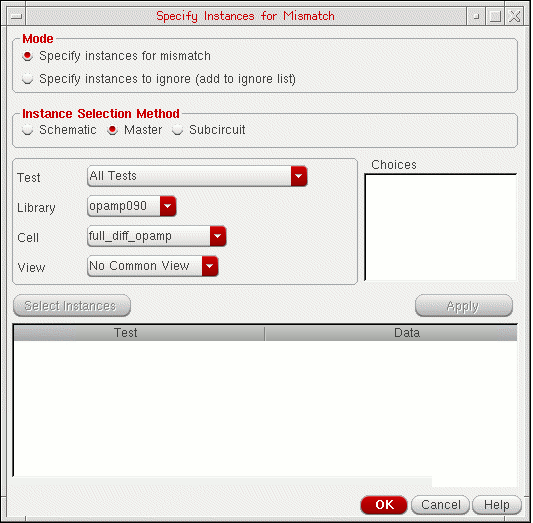 Specify Instances for Mismatch
Mode
Specify instances for mismatch
Specify instances to ignore (add to ignore list)
Instance Selection Method
Schematic Master Subcircuit
Choices
Test All Tests
Library opamp090
Cell full_diff_opamp
View No Common View
Select Instances Apply
Test Data
OK Cancel Help